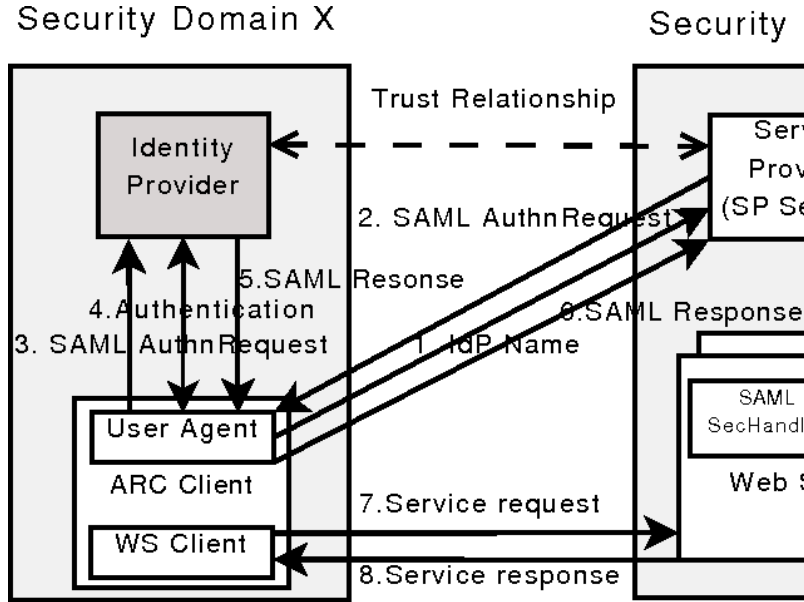 Security Domain X
Security
Trust Relationship
Identity
Provider
Serv
Prov
(SP Se
2. SAML AuthnRequest
5.SAML Resonse
4.Authentication
6.SAML Response
3. SAML AuthnRequest
1. IdP Name
User Agent
ARC Client
SAML
SecHandl
Web S
7.Service request
WS Client
8.Service response